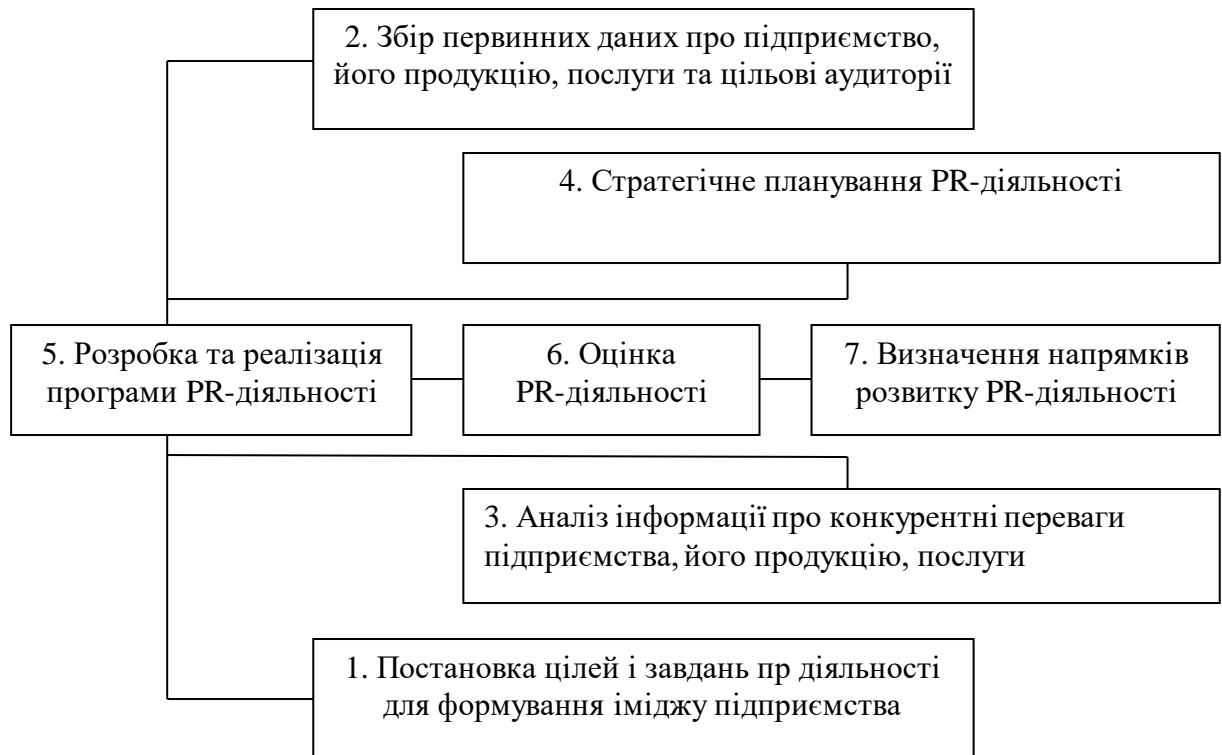 2. Збір первинних даних про підприємство,
його продукцію, послуги та цільові аудиторії
4. Стратегічне планування PR-діяльності
5. Розробка та реалізація
програми PR-діяльності
6. Оцінка
PR-діяльності
7. Визначення напрямків
розвитку PR-діяльності
3. Аналіз інформації про конкурентні переваги
підприємства, його продукцію, послуги
1. Постановка цілей і завдань пр діяльності
для формування іміджу підприємства